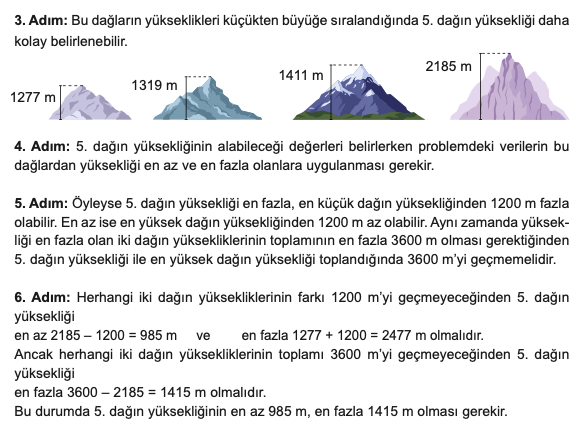 3. Adım: Bu dağların yükseklikleri küçükten büyüğe sıralandığında 5. dağın yüksekliği daha
kolay belirlenebilir.
1277 m
1319 m
1411 m
2185 m
4. Adım: 5. dağın yüksekliğinin alabileceği değerleri belirlerken problemdeki verilerin bu
dağlardan yüksekliği en az ve en fazla olanlara uygulanması gerekir.
5. Adım: Öyleyse 5. dağın yüksekliği en fazla, en küçük dağın yüksekliğinden 1200 m fazla
olabilir. En az ise en yüksek dağın yüksekliğinden 1200 m az olabilir. Aynı zamanda yüksek-
liği en fazla olan iki dağın yüksekliklerinin toplamının en fazla 3600 m olması gerektiğinden
5. dağın yüksekliği ile en yüksek dağın yüksekliği toplandığında 3600 m'yi geçmemelidir.
6. Adım: Herhangi iki dağın yüksekliklerinin farkı 1200 m'yi geçmeyeceğinden 5. dağın
yüksekliği
en az 2185 – 1200 = 985 m ve en fazla 1277 + 1200 = 2477 m olmalıdır.
Ancak herhangi iki dağın yüksekliklerinin toplamı 3600 m'yi geçmeyeceğinden 5. dağın
yüksekliği
en fazla 3600 – 2185 = 1415 m olmalıdır.
Bu durumda 5. dağın yüksekliğinin en az 985 m, en fazla 1415 m olması gerekir.